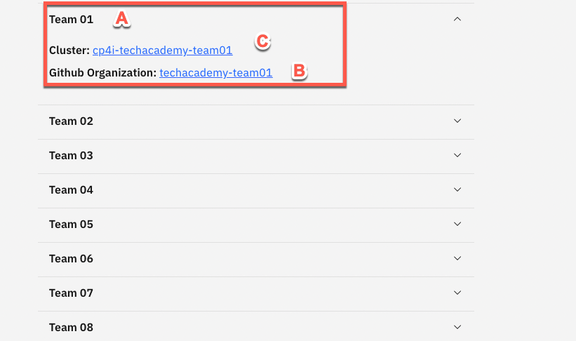 Team 01 A
Cluster: cp4i-techacademy-team01 C
Github Organization: techacademy-team01 B
Team 02
Team 03
Team 04
Team 05
Team 06
Team 07
Team 08